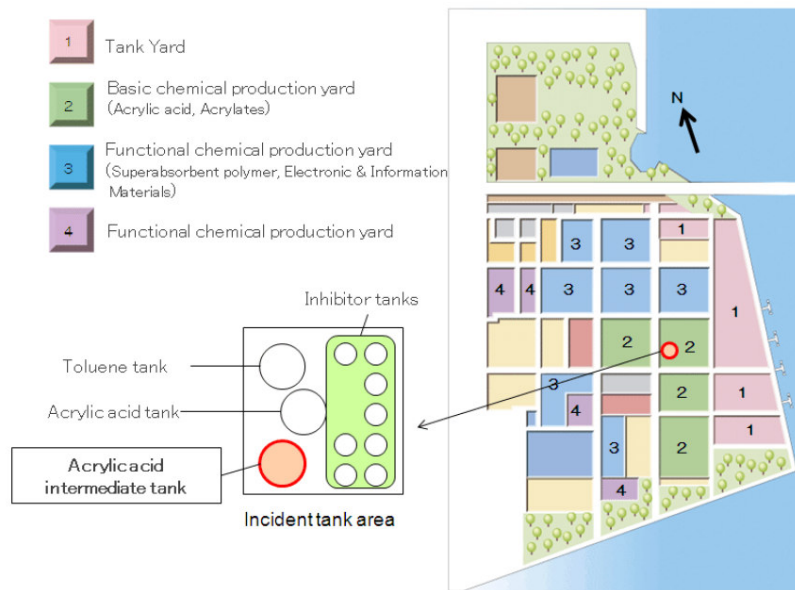 1 Tank Yard
2 Basic chemical production yard
(Acrylic acid, Acrylates)
3 Functional chemical production yard
(Superabsorbent polymer, Electronic & Information
Materials)
4 Functional chemical production yard
Inhibitor tanks
Toluene tank
Acrylic acid tank
Acrylic acid
intermediate tank
Incident tank area
N
1
3 3
4 4 3 3 3
1
2 2
3
4
2 1
1
3 2
4